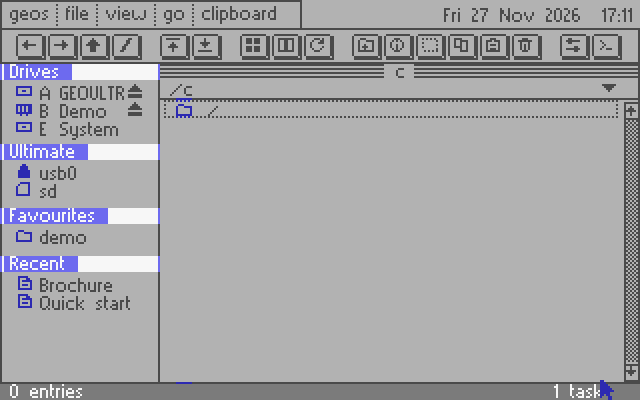 geos file view go clipboard Fri 27 Nov 2026 17:11
Drives
A GEOULTR
B Demo
E System
Ultimate
usb0
sd
Favourites
demo
Recent
Brochure
Quick start
C
/c
/
0 entries 1 task